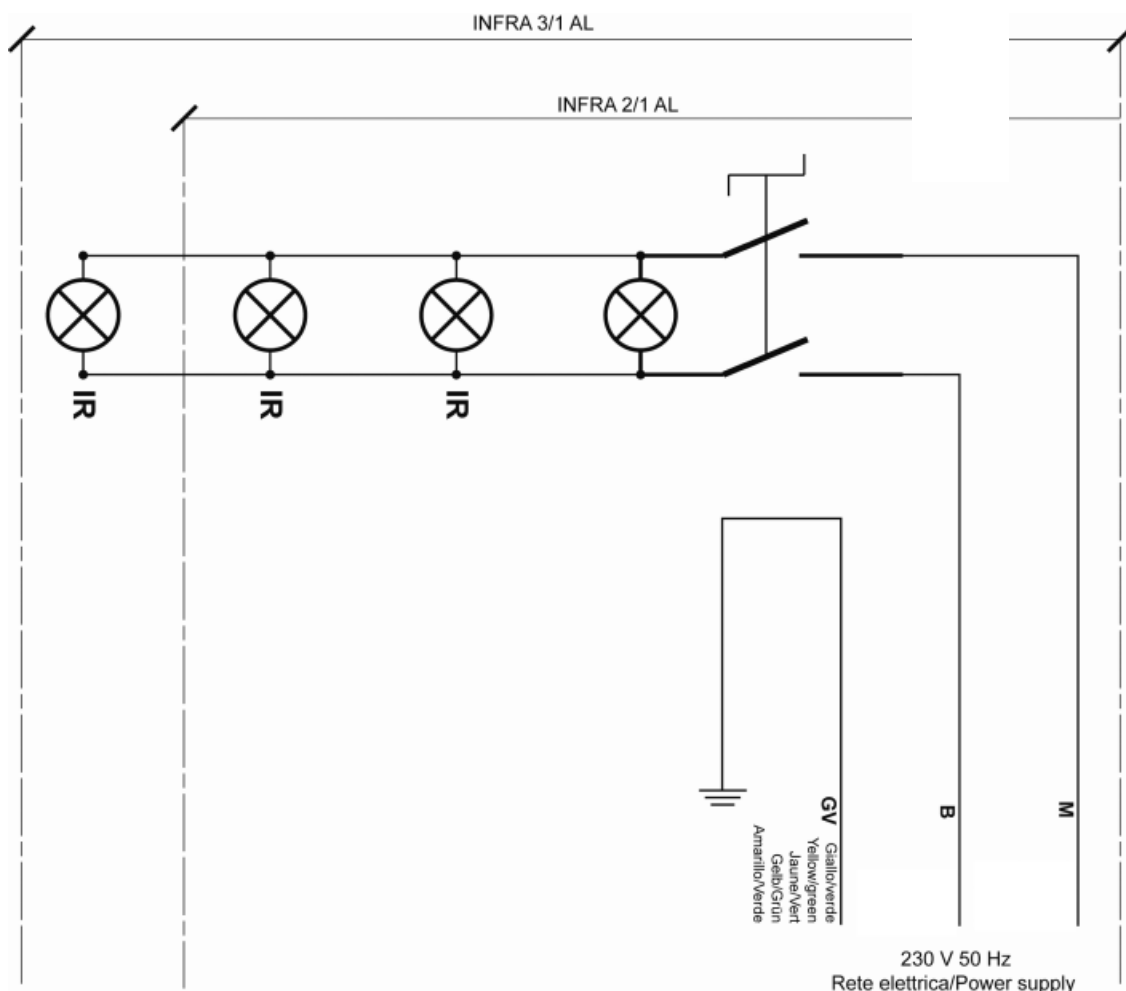 INFRA 3/1 AL
INFRA 2/1 AL
IR
IR
IR
GV
Giallo/verde
Yellow/green
Jaune/Vert
Gelb/Grün
Amarillo/Verde
B
M
230 V 50 Hz
Rete elettrica/Power supply